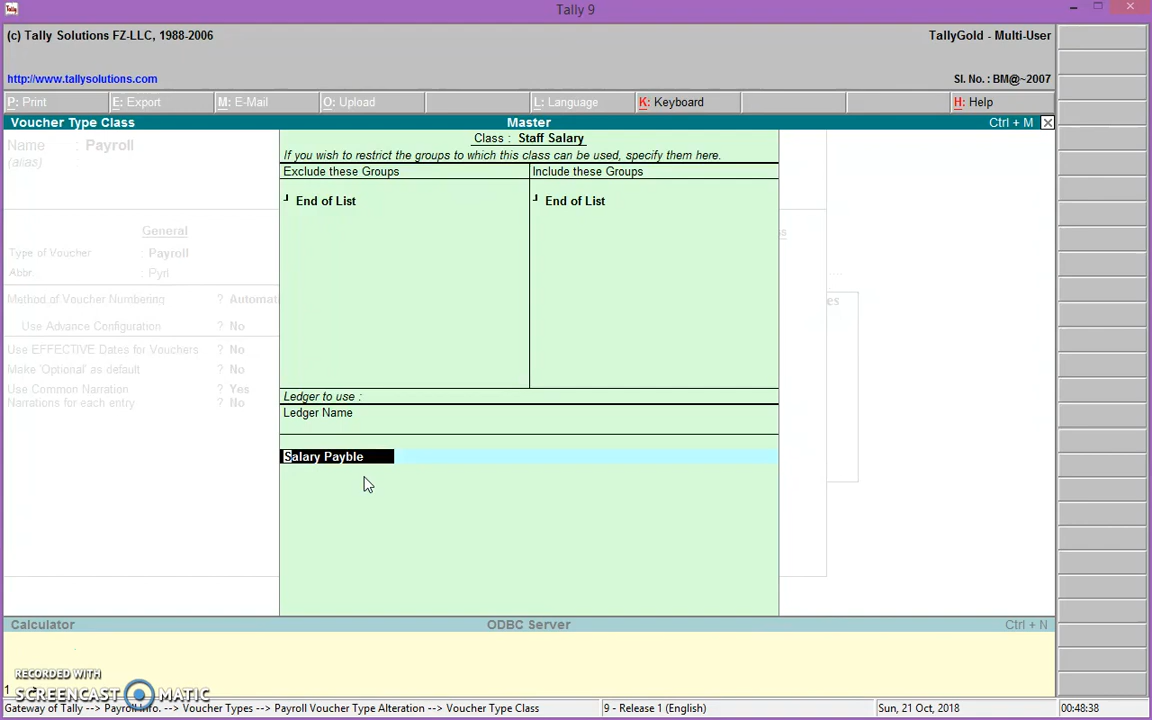 Tally 9
(c) Tally Solutions FZ-LLC, 1988-2006
TallyGold - Multi-User
http://www.tallysolutions.com
Sl. No. : BM@~2007
P: Print
E: Export
M: E-Mail
O: Upload
L: Language
K: Keyboard
H: Help
Voucher Type Class
Master
Ctrl + M
Name : Payroll
(alias)
General
Type of Voucher : Payroll
Abbr. : Pyrl
Method of Voucher Numbering ? Automat
Use Advance Configuration ? No
Use EFFECTIVE Dates for Vouchers ? No
Make 'Optional' as default ? No
Use Common Narration ? Yes
Narrations for each entry ? No
Class : Staff Salary
If you wish to restrict the groups to which this class can be used, specify them here.
Exclude these Groups
Include these Groups
End of List
End of List
Ledger to use :
Ledger Name
Salary Payble
Calculator
ODBC Server
Ctrl + N
1
RECORDED WITH
SCREENCAST MATIC
Gateway of Tally --> Payroll Info. --> Voucher Types --> Payroll Voucher Type Alteration --> Voucher Type Class
9 - Release 1 (English)
Sun, 21 Oct, 2018
00:48:38